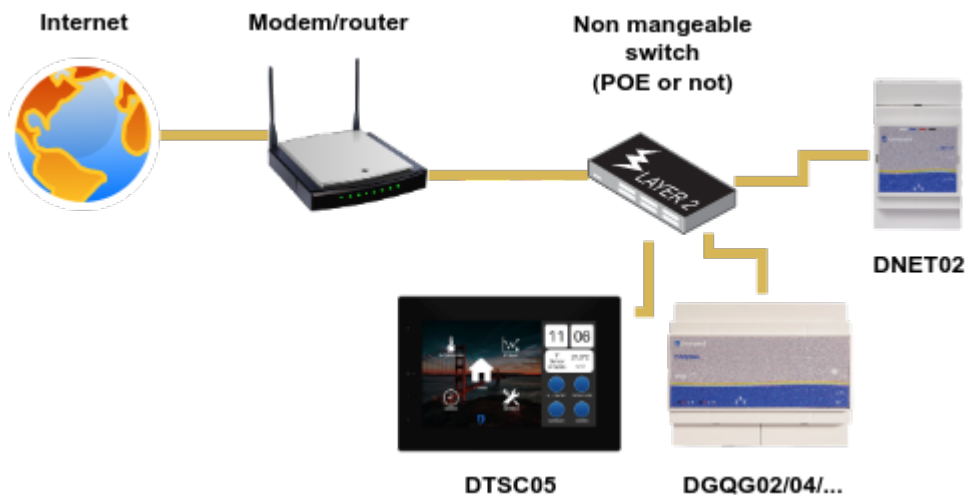 Internet
Modem/router
Non mangeable
switch
(POE or not)
LAYER 2
DNET02
11 06
DTSC05
DGQG02/04/...